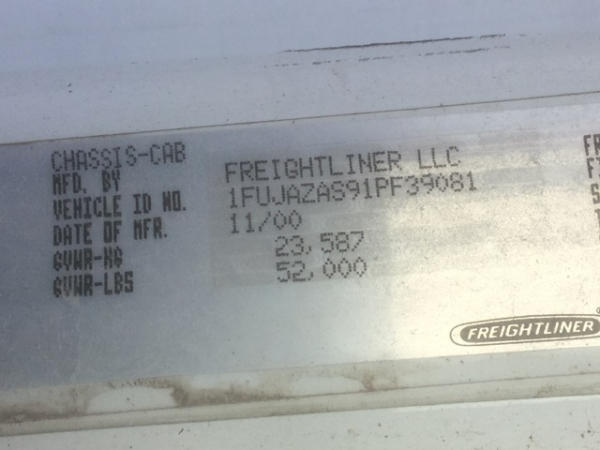 CHASSIS-CAB
MFD. BY FREIGHTLINER LLC
VEHICLE ID NO. 1FUJAZAS91PF39081
DATE OF MFR. 11/00
GVWR-KG 23,587
GVWR-LBS 52,000
FREIGHTLINER